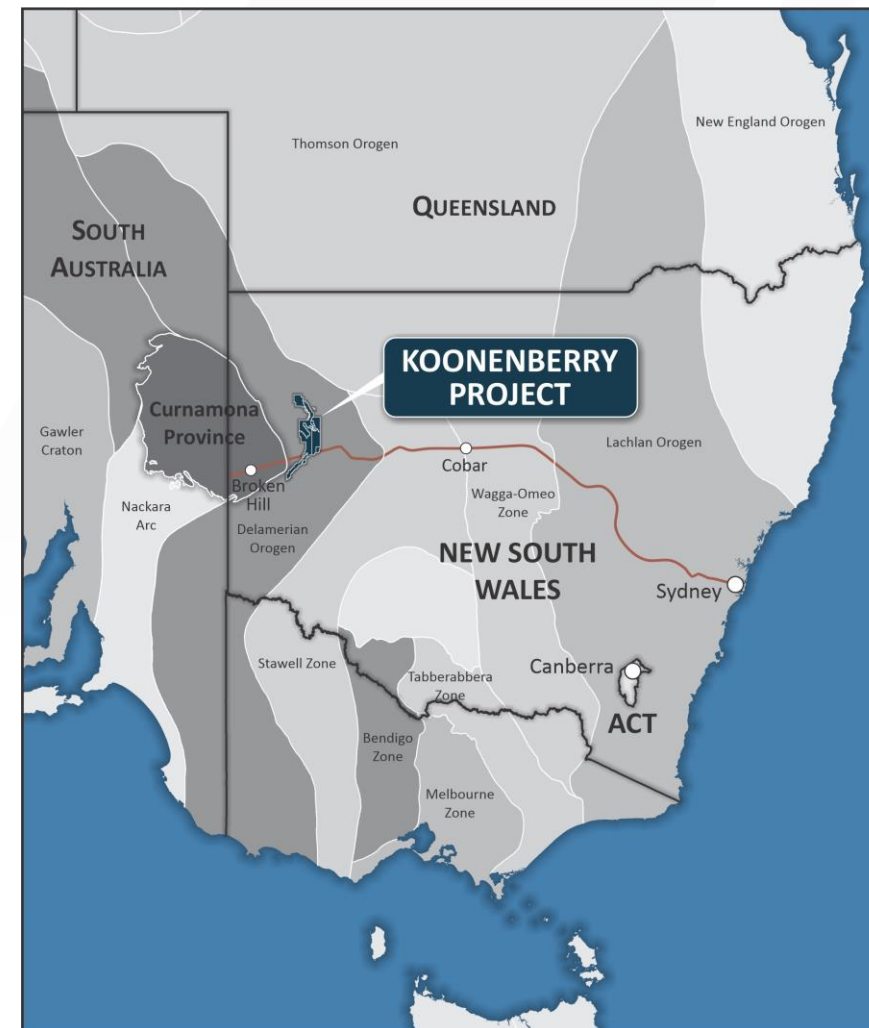 New England Orogen
Thomson Orogen
QUEENSLAND
SOUTH
AUSTRALIA
KOONENBERRY
PROJECT
Curnamona
Province
Gawler
Craton
Lachlan Orogen
Cobar
Broken
Hill
Wagga-Omeo
Zone
Nackara
Arc
Delamerian
Orogen
NEW SOUTH
WALES
Sydney
Stawell Zone
Canberra
Tabberabbera
Zone
ACT
Bendigo
Zone
Melbourne
Zone